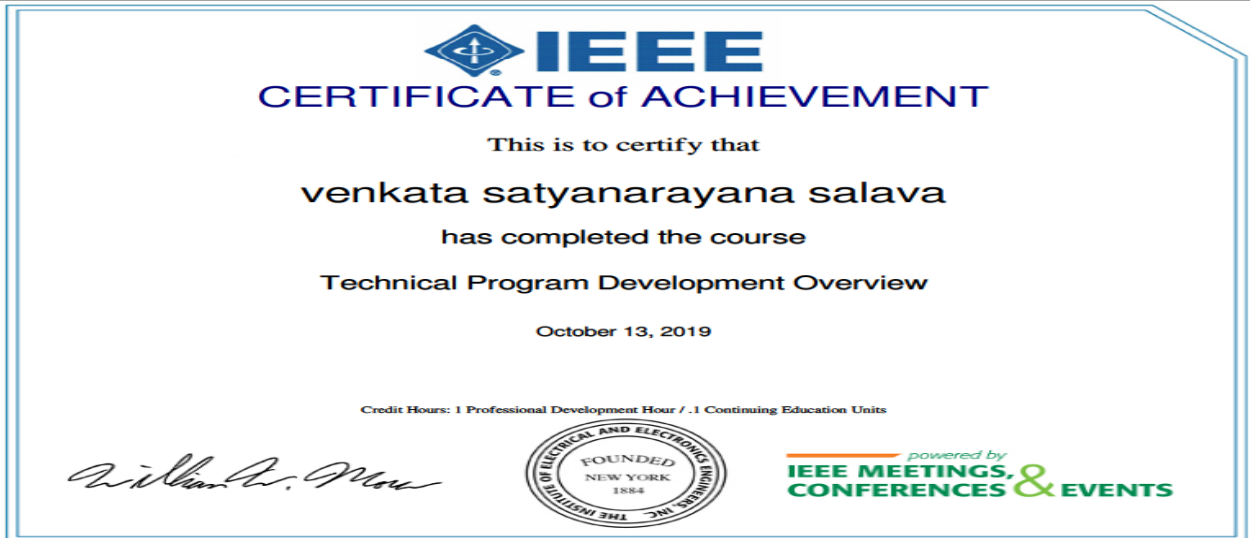 IEEE
CERTIFICATE of ACHIEVEMENT
This is to certify that
venkata satyanarayana salava
has completed the course
Technical Program Development Overview
October 13, 2019
Credit Hours: 1 Professional Development Hour / .1 Continuing Education Units
THE INSTITUTE OF ELECTRICAL AND ELECTRONICS ENGINEERS, INC.
FOUNDED
NEW YORK
1884
powered by
IEEE MEETINGS,
CONFERENCES & EVENTS